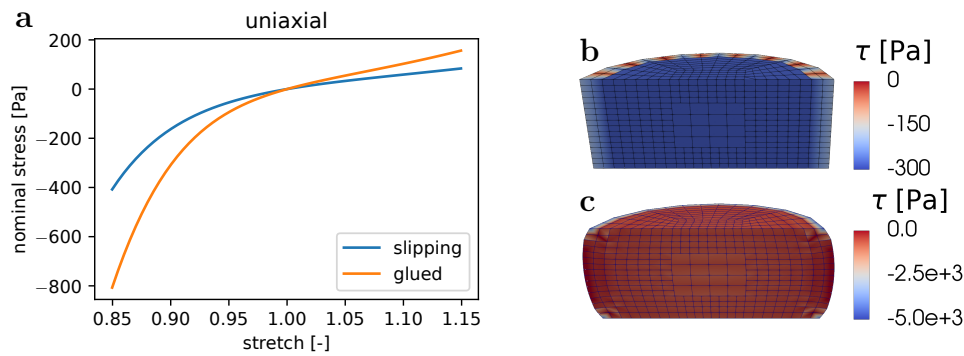 a
uniaxial
nominal stress [Pa]
200
0
−200
−400
−600
−800
slipping
glued
0.85 0.90 0.95 1.00 1.05 1.10 1.15
stretch [-]
b
τ [Pa]
0
-150
-300
c
τ [Pa]
0.0
-2.5e+3
-5.0e+3